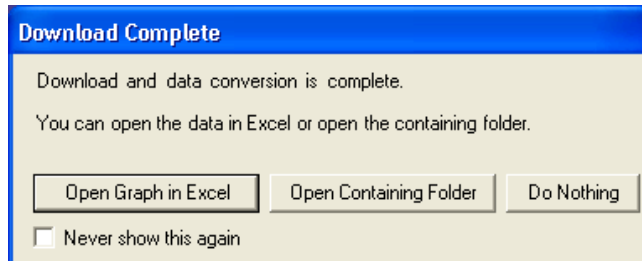 Download Complete
Download and data conversion is complete.
You can open the data in Excel or open the containing folder.
Open Graph in Excel Open Containing Folder Do Nothing
Never show this again